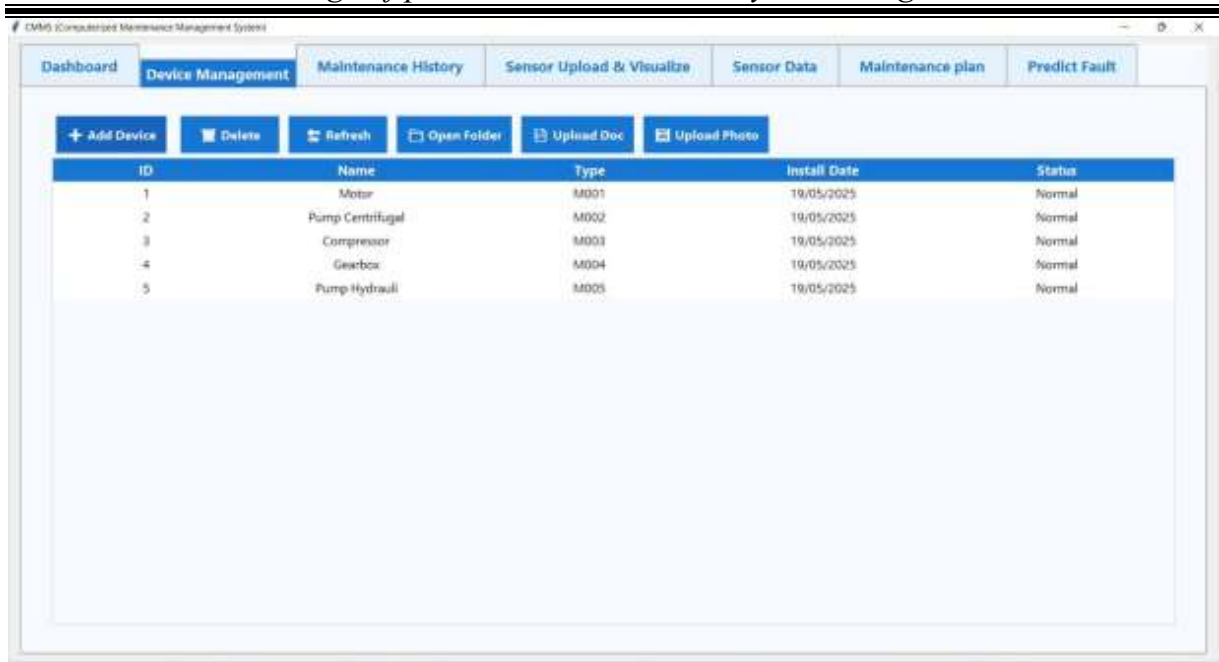 CMMS (Computerized Maintenance Management System)
Dashboard Device Management Maintenance History Sensor Upload & Visualize Sensor Data Maintenance plan Predict Fault
+ Add Device Delete Refresh Open Folder Upload Doc Upload Photo
ID Name Type Install Date Status
1 Motor M001 19/05/2025 Normal
2 Pump Centrifugal M002 19/05/2025 Normal
3 Compressor M003 19/05/2025 Normal
4 Gearbox M004 19/05/2025 Normal
5 Pump Hydrauli M005 19/05/2025 Normal